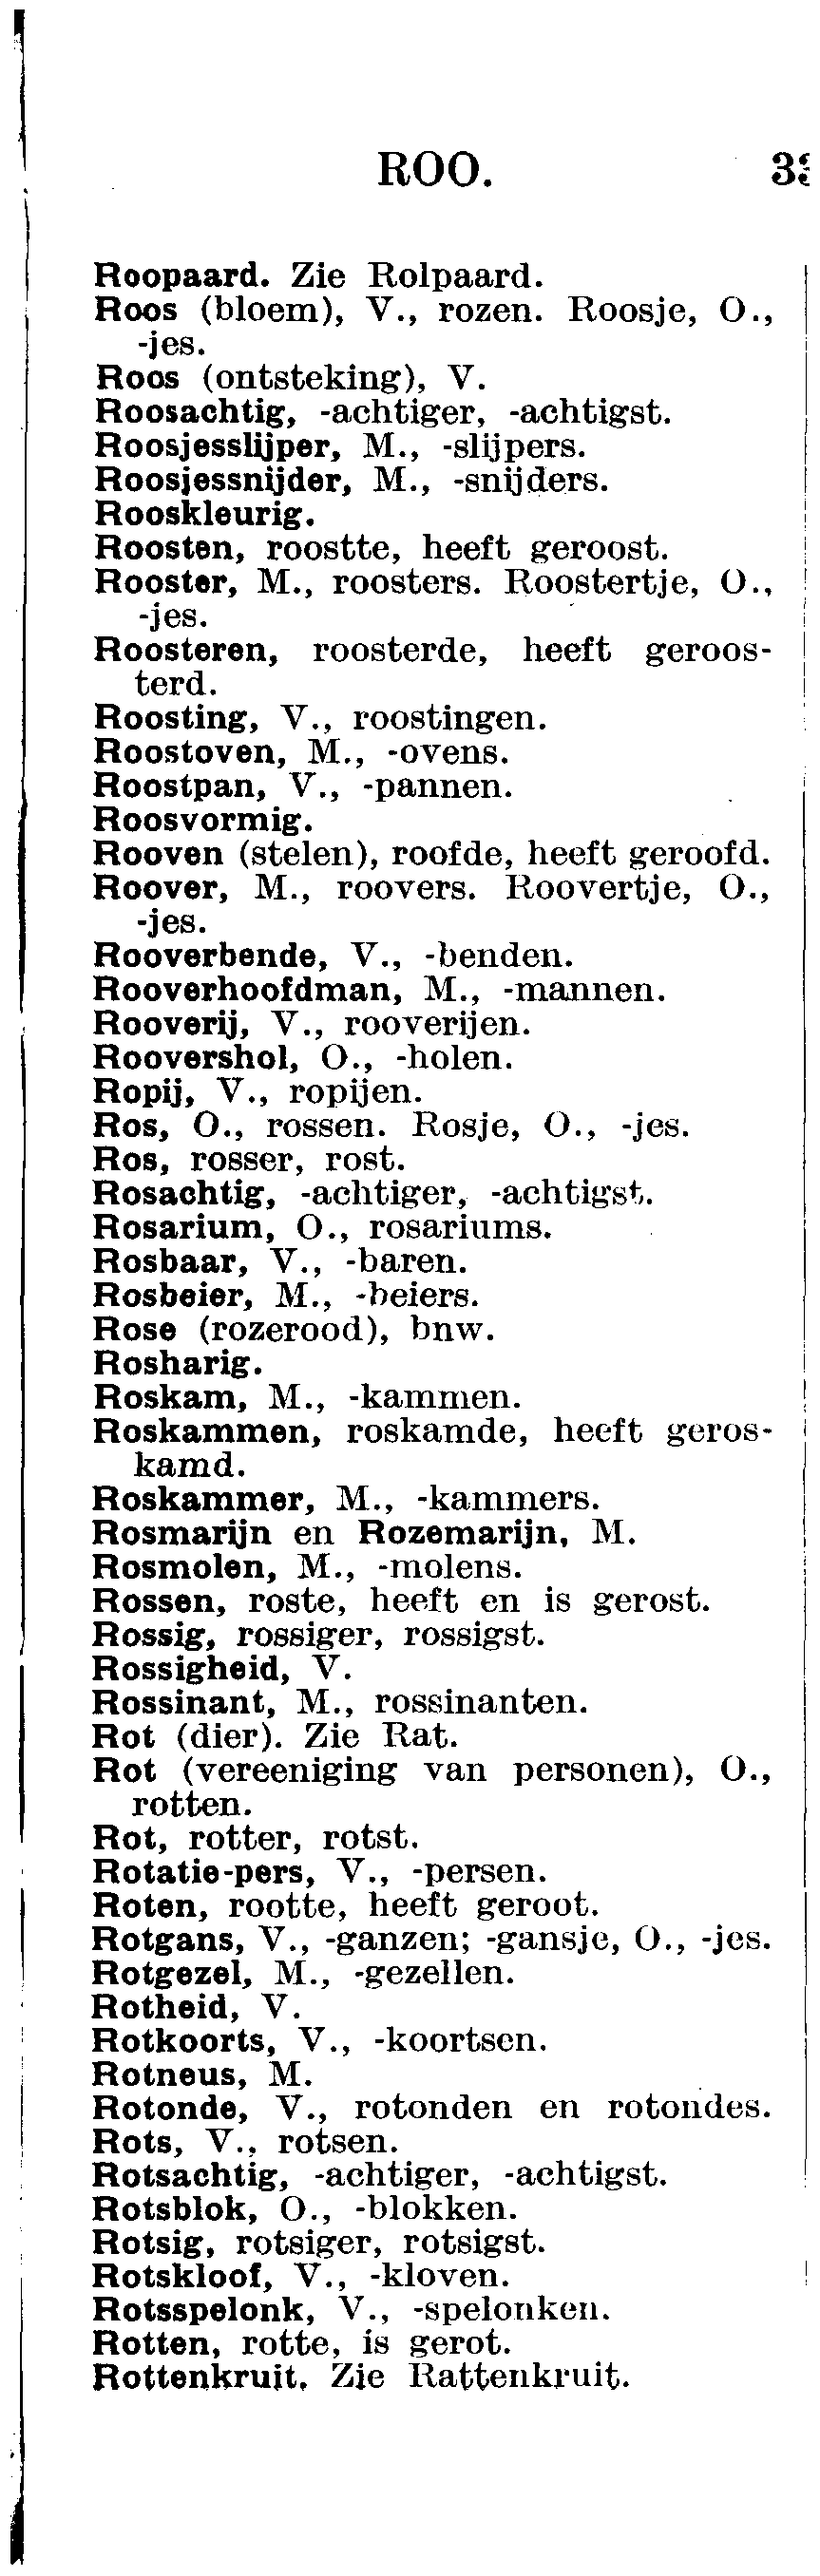 ROO.
Roopaard. Zie Rolpaard.
Roos (bloem), V., rozen. Roosje, O.,
-jes.
Roos (ontsteking), V.
Roosachtig, -achtiger, -achtigst.
Roosjesslijper, M., -slijpers.
Roosjessnijder, M., -snijders.
Rooskleurig.
Roosten, roostte, heeft geroost.
Rooster, M., roosters. Roostertje, O.,
-jes.
Roosteren, roosterde, heeft geroos-
terd.
Roosting, V., roostingen.
Roostoven, M., -ovens.
Roostpan, V., -pannen.
Roosvormig.
Rooven (stelen), roofde, heeft geroofd.
Roover, M., roovers. Roovertje, O.,
-jes.
Rooverbende, V., -benden.
Rooverhoofdman, M., -mannen.
Rooverij, V., rooverijen.
Roovershol, O., -holen.
Ropij, V., ropijen.
Ros, O., rossen. Rosje, O., -jes.
Ros, rosser, rost.
Rosachtig, -achtiger, -achtigst.
Rosarium, O., rosariums.
Rosbaar, V., -baren.
Rosbeier, M., -beiers.
Rose (rozerood), bnw.
Rosharig.
Roskam, M., -kammen.
Roskammen, roskamde, heeft geros-
kamd.
Roskammer, M., -kammers.
Rosmarijn en Rozemarijn, M.
Rosmolen, M., -molens.
Rossen, roste, heeft en is gerost.
Rossig, rossiger, rossigst.
Rossigheid, V.
Rossinant, M., rossinanten.
Rot (dier). Zie Rat.
Rot (vereeniging van personen), O.,
rotten.
Rot, rotter, rotst.
Rotatie-pers, V., -persen.
Roten, rootte, heeft geroot.
Rotgans, V., -ganzen; -gansje, O., -jes.
Rotgezel, M., -gezellen.
Rotheid, V.
Rotkoorts, V., -koortsen.
Rotneus, M.
Rotonde, V., rotonden en rotondes.
Rots, V., rotsen.
Rotsachtig, -achtiger, -achtigst.
Rotsblok, O., -blokken.
Rotsig, rotsiger, rotsigst.
Rotskloof, V., -kloven.
Rotsspelonk, V., -spelonken.
Rotten, rotte, is gerot.
Rottenkruit. Zie Rattenkruit.